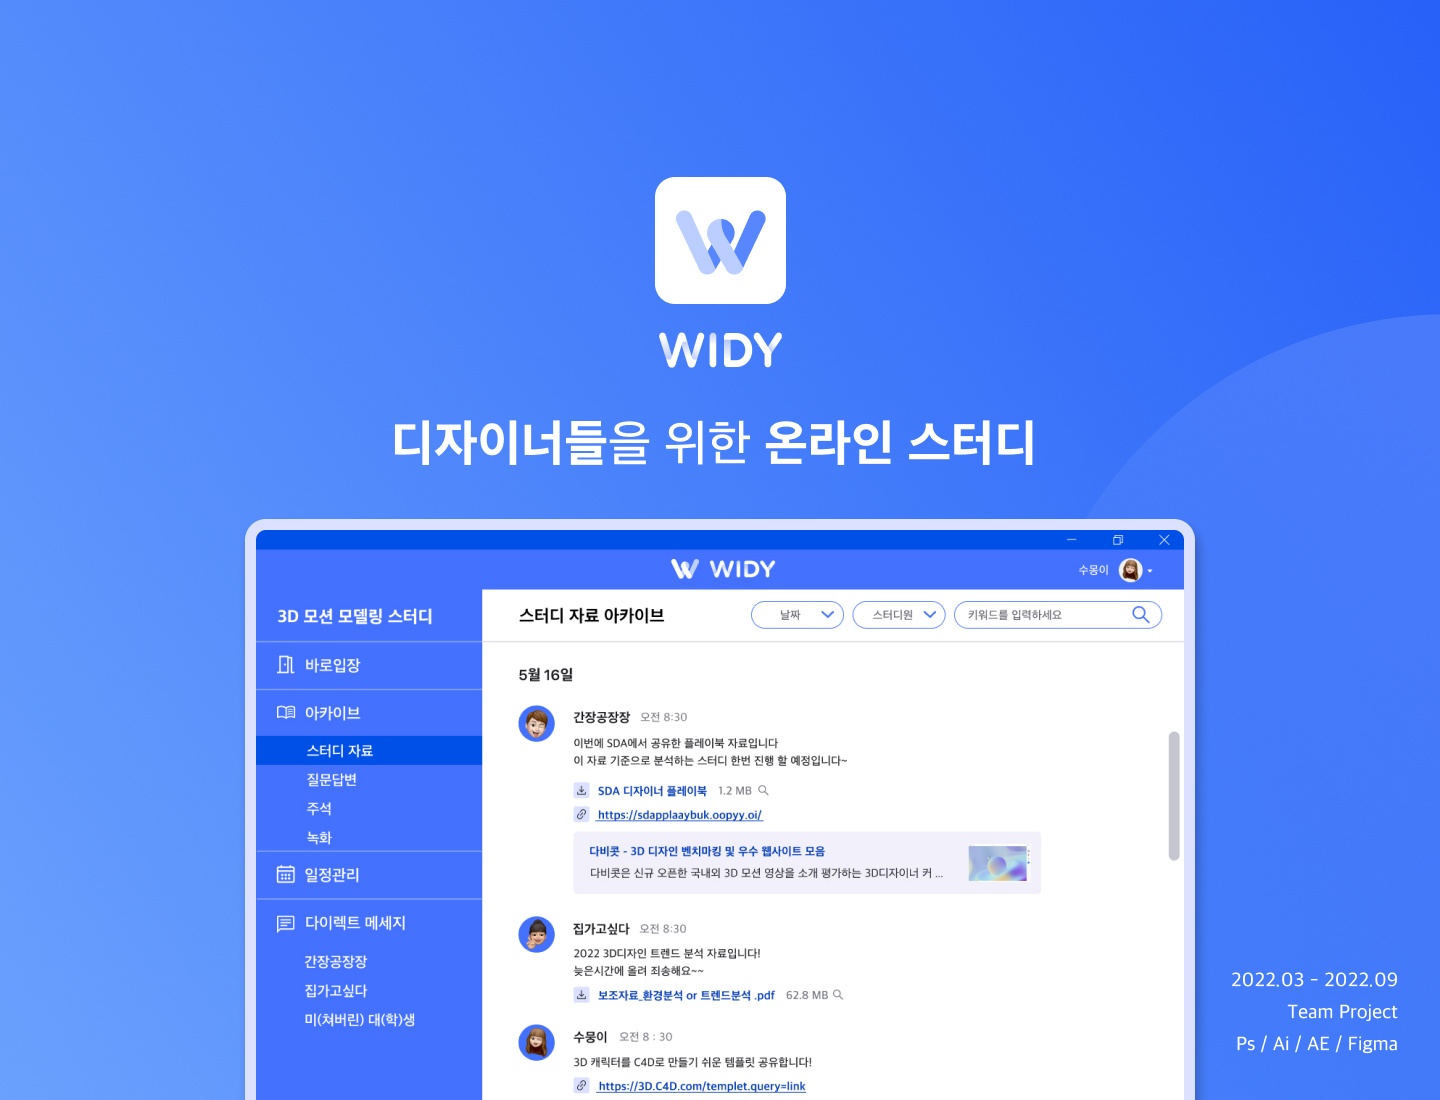 WIDY
디자이너들을 위한 온라인 스터디
WIDY
수뭉이
3D 모션 모델링 스터디
바로입장
아카이브
스터디 자료
질문답변
주석
녹화
일정관리
다이렉트 메세지
간장공장장
집가고싶다
미(쳐버린) 대(학)생
스터디 자료 아카이브
날짜
스터디원
키워드를 입력하세요
5월 16일
간장공장장 오전 8:30
이번에 SDA에서 공유한 플레이북 자료입니다
이 자료 기준으로 분석하는 스터디 한번 진행 할 예정입니다~
SDA 디자이너 플레이북 1.2 MB
https://sdapplaaybuk.oopyy.oi/
다비콧 - 3D 디자인 벤치마킹 및 우수 웹사이트 모음
다비콧은 신규 오픈한 국내외 3D 모션 영상을 소개 평가하는 3D디자이너 커 ...
집가고싶다 오전 8:30
2022 3D디자인 트렌드 분석 자료입니다!
늦은시간에 올려 죄송해요~~
보조자료_환경분석 or 트렌드분석 .pdf 62.8 MB
수뭉이 오전 8 : 30
3D 캐릭터를 C4D로 만들기 쉬운 템플릿 공유합니다!
https://3D.C4D.com/templet.query=link
2022.03 - 2022.09
Team Project
Ps / Ai / AE / Figma